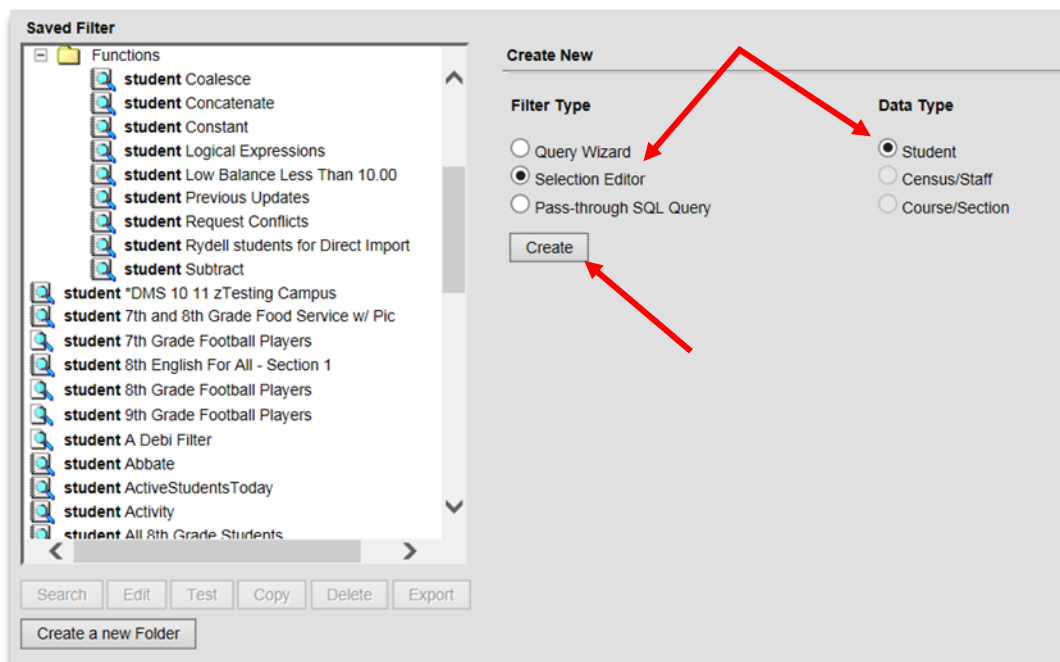 Saved Filter
Functions
student Coalesce
student Concatenate
student Constant
student Logical Expressions
student Low Balance Less Than 10.00
student Previous Updates
student Request Conflicts
student Rydell students for Direct Import
student Subtract
student *DMS 10 11 zTesting Campus
student 7th and 8th Grade Food Service w/ Pic
student 7th Grade Football Players
student 8th English For All - Section 1
student 8th Grade Football Players
student 9th Grade Football Players
student A Debi Filter
student Abbate
student ActiveStudentsToday
student Activity
student All 8th Grade Students
Search Edit Test Copy Delete Export
Create a new Folder
Create New
Filter Type
Query Wizard
Selection Editor
Pass-through SQL Query
Create
Data Type
Student
Census/Staff
Course/Section